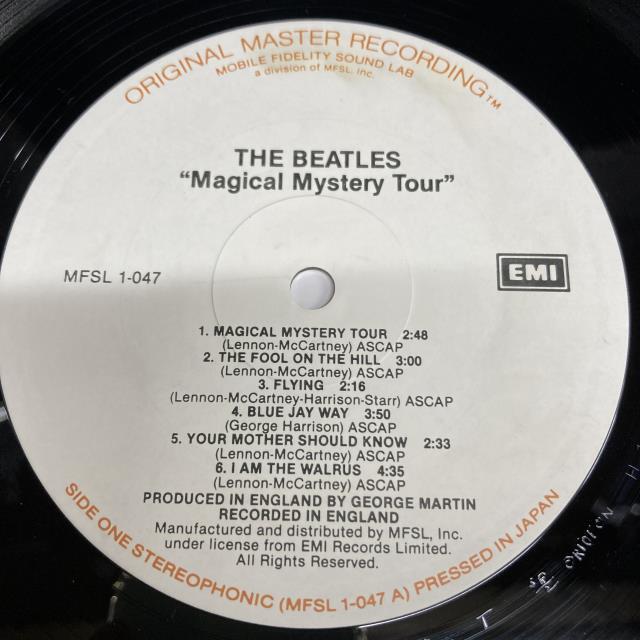 ORIGINAL MASTER RECORDING™
MOBILE FIDELITY SOUND LAB
a division of MFSL, Inc.
THE BEATLES
“Magical Mystery Tour”
MFSL 1-047
EMI
1. MAGICAL MYSTERY TOUR 2:48
(Lennon-McCartney) ASCAP
2. THE FOOL ON THE HILL 3:00
(Lennon-McCartney) ASCAP
3. FLYING 2:16
(Lennon-McCartney-Harrison-Starr) ASCAP
4. BLUE JAY WAY 3:50
(George Harrison) ASCAP
5. YOUR MOTHER SHOULD KNOW 2:33
(Lennon-McCartney) ASCAP
6. I AM THE WALRUS 4:35
(Lennon-McCartney) ASCAP
PRODUCED IN ENGLAND BY GEORGE MARTIN
RECORDED IN ENGLAND
Manufactured and distributed by MFSL, Inc.
under license from EMI Records Limited.
All Rights Reserved.
SIDE ONE STEREOPHONIC (MFSL 1-047 A) PRESSED IN JAPAN